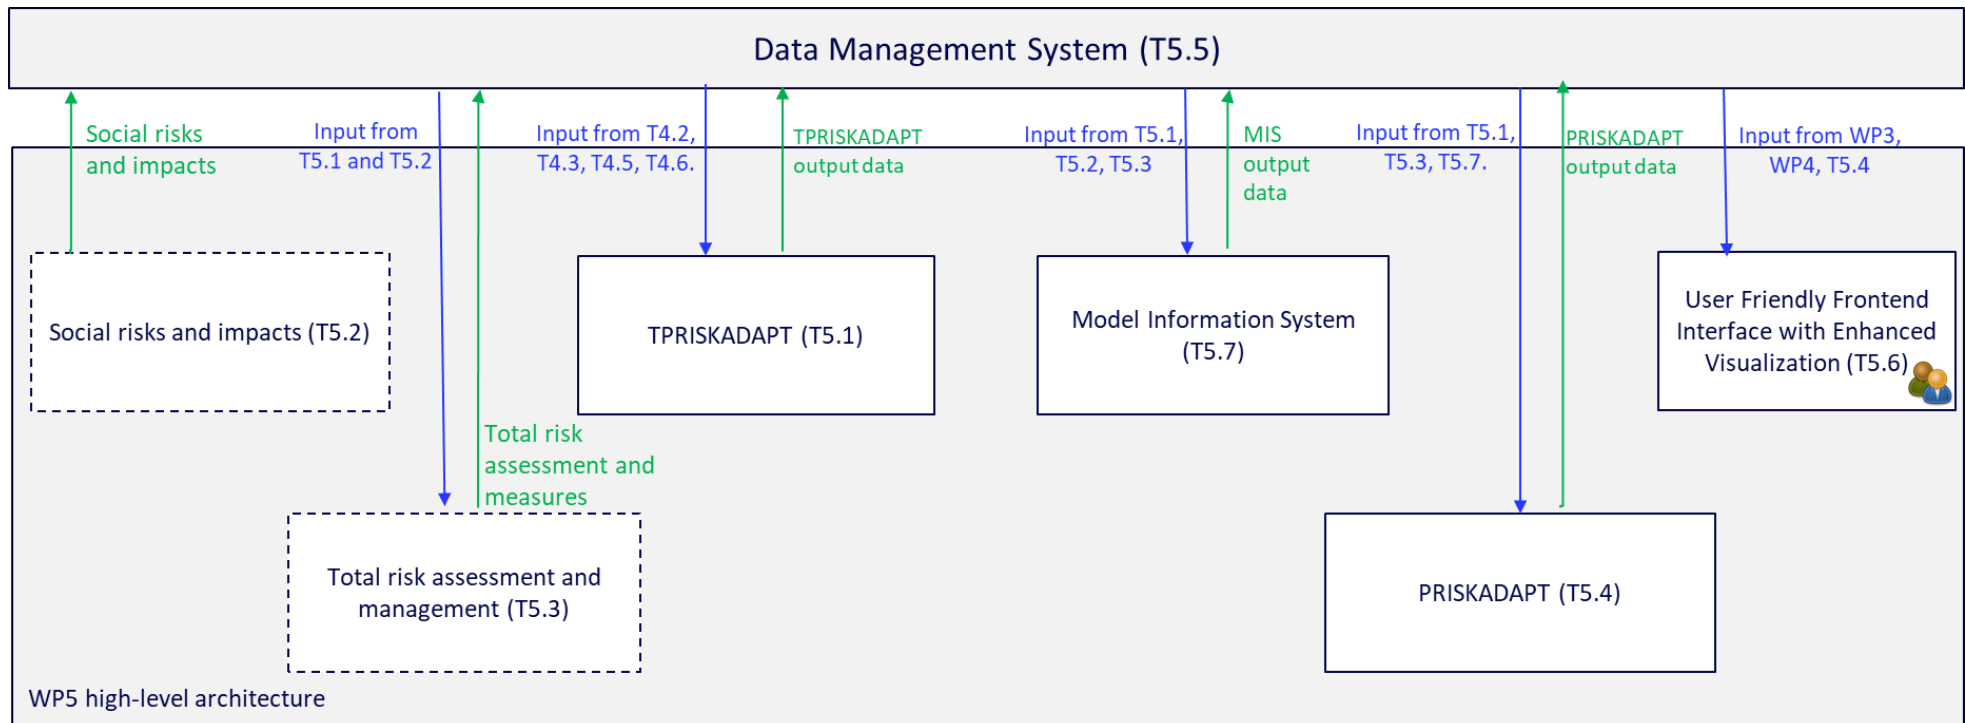 Data Management System (T5.5)
Social risks
and impacts
Input from
T5.1 and T5.2
Input from T4.2,
T4.3, T4.5, T4.6.
TPRISKADAPT
output data
Input from T5.1,
T5.2, T5.3
MIS
output
data
Input from T5.1,
T5.3, T5.7.
PRISKADAPT
output data
Input from WP3,
WP4, T5.4
Social risks and impacts (T5.2)
TPRISKADAPT (T5.1)
Model Information System
(T5.7)
User Friendly Frontend
Interface with Enhanced
Visualization (T5.6)
Total risk
assessment and
measures
Total risk assessment and
management (T5.3)
PRISKADAPT (T5.4)
WP5 high-level architecture